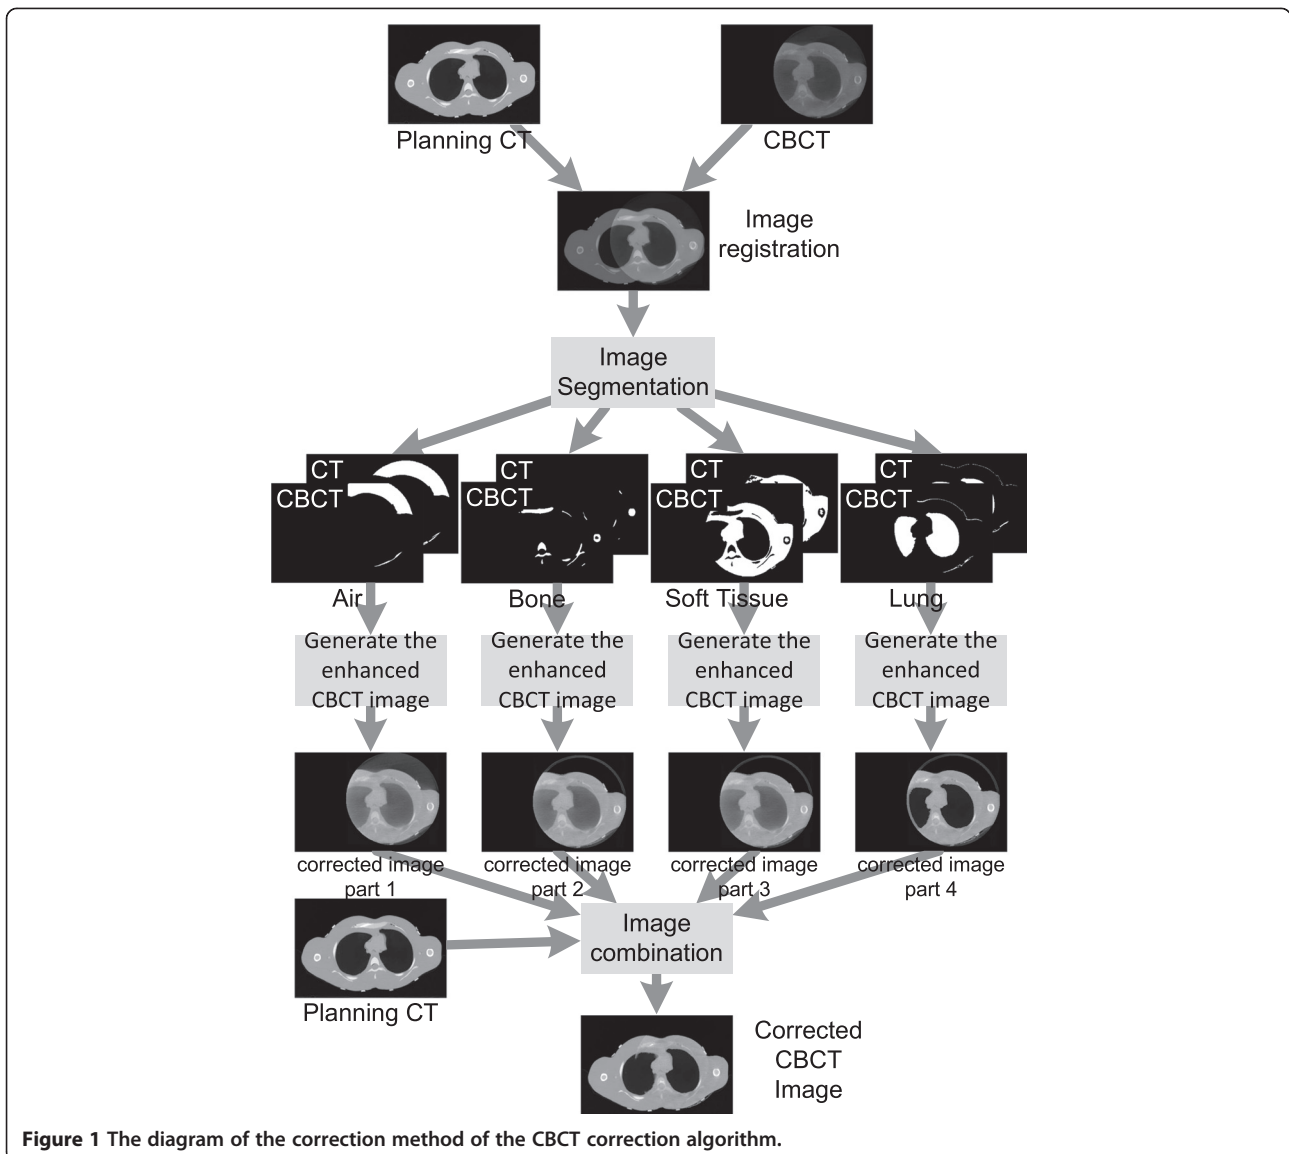 Planning CT
CBCT
Image
registration
Image
Segmentation
CT
CBCT
CT
CBCT
CT
CBCT
CT
CBCT
Air
Bone
Soft Tissue
Lung
Generate the
enhanced
CBCT image
Generate the
enhanced
CBCT image
Generate the
enhanced
CBCT image
Generate the
enhanced
CBCT image
corrected image
part 1
corrected image
part 2
corrected image
part 3
corrected image
part 4
Image
combination
Planning CT
Corrected
CBCT
Image
Figure 1 The diagram of the correction method of the CBCT correction algorithm.